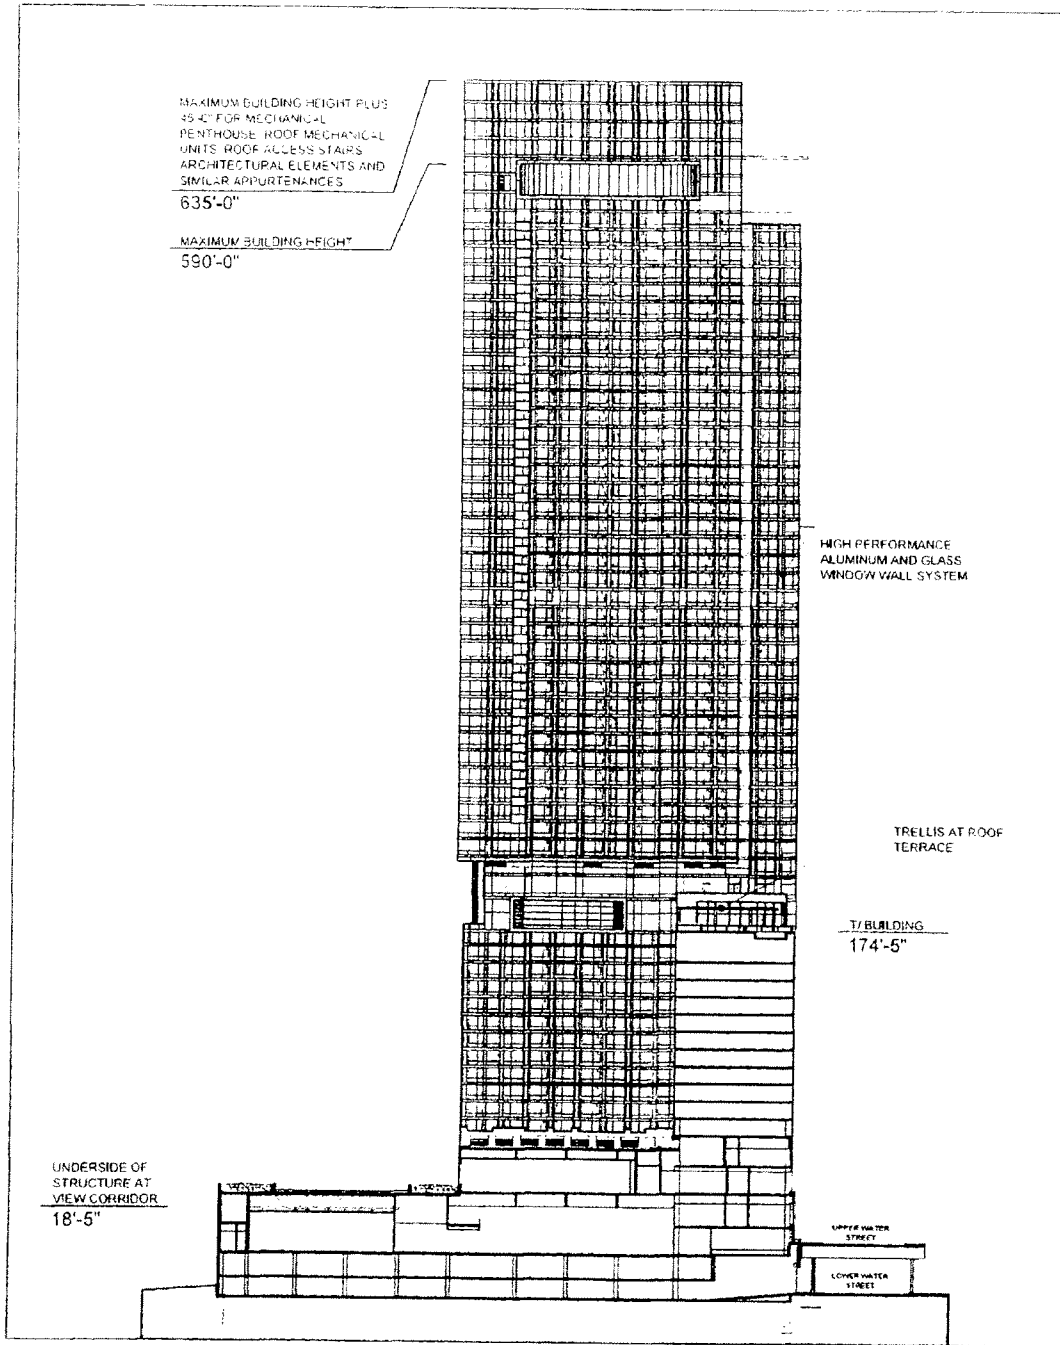 MAXIMUM BUILDING HEIGHT PLUS
45'-0" FOR MECHANICAL
PENTHOUSE, ROOF MECHANICAL
UNITS, ROOF ACCESS STAIRS
ARCHITECTURAL ELEMENTS AND
SIMILAR APPURTENANCES
635'-0"
MAXIMUM BUILDING HEIGHT
590'-0"
HIGH PERFORMANCE
ALUMINUM AND GLASS
WINDOW WALL SYSTEM
TRELLIS AT ROOF
TERRACE
T/ BUILDING
174'-5"
UNDERSIDE OF
STRUCTURE AT
VIEW CORRIDOR
18'-5"
UPPER WATER
STREET
LOWER WATER
STREET